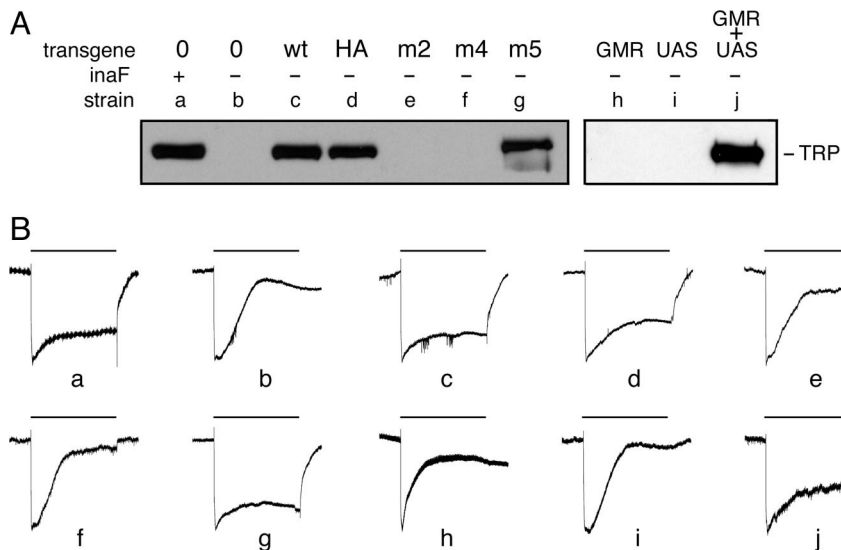 A
GMR
+
transgene 0 0 wt HA m2 m4 m5 GMR UAS UAS
inaF + – – – – – – – – –
strain a b c d e f g h i j
– TRP
B
a b c d e
f g h i j